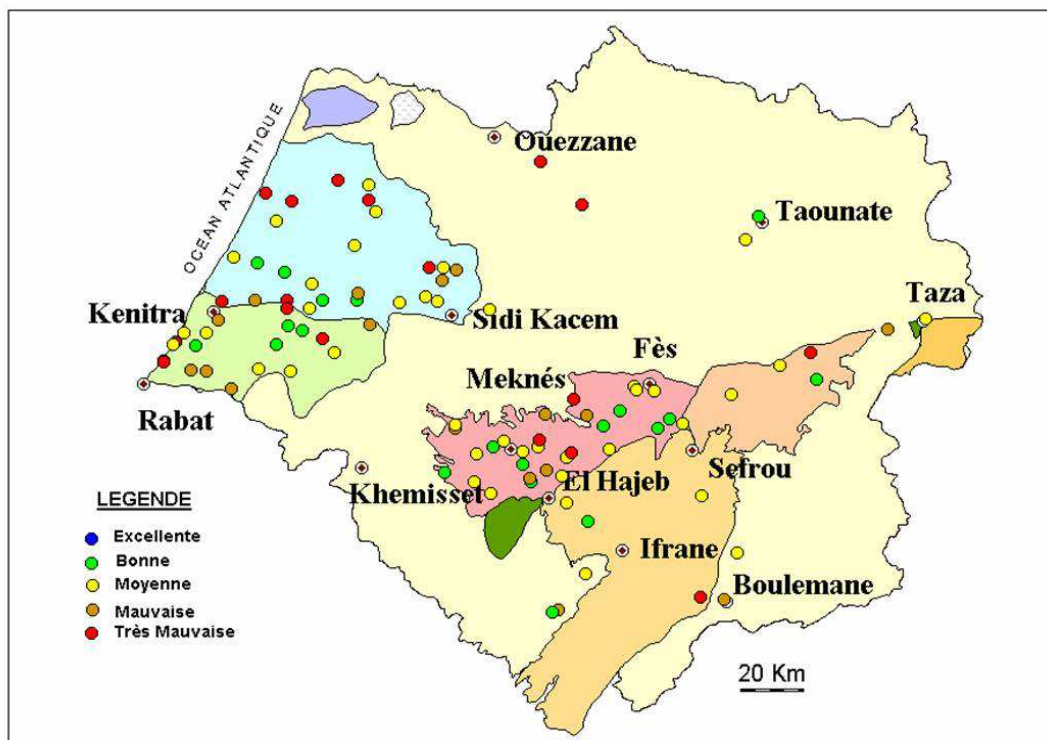 OCEAN ATLANTIQUE
Ouezzane
Taounate
Kenitra
Sidi Kacem
Taza
Fès
Meknés
Rabat
Khemisset
El Hajeb
Sefrou
Ifrane
Boulemane
LEGENDE
Excellente
Bonne
Moyenne
Mauvaise
Très Mauvaise
20 Km